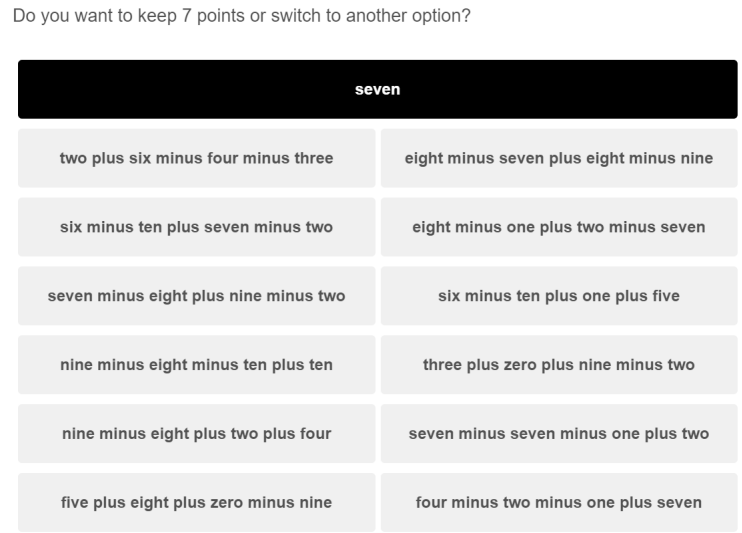 Do you want to keep 7 points or switch to another option?
seven
two plus six minus four minus three
eight minus seven plus eight minus nine
six minus ten plus seven minus two
eight minus one plus two minus seven
seven minus eight plus nine minus two
six minus ten plus one plus five
nine minus eight minus ten plus ten
three plus zero plus nine minus two
nine minus eight plus two plus four
seven minus seven minus one plus two
five plus eight plus zero minus nine
four minus two minus one plus seven